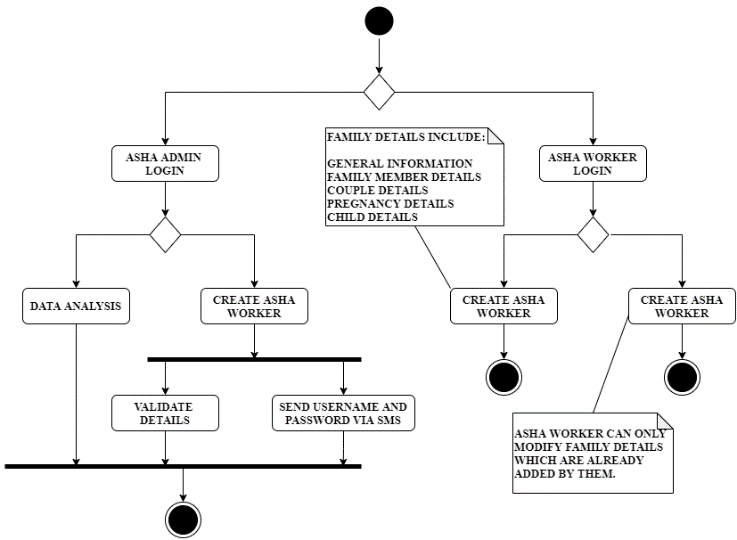 FAMILY DETAILS INCLUDE:
GENERAL INFORMATION
FAMILY MEMBER DETAILS
COUPLE DETAILS
PREGNANCY DETAILS
CHILD DETAILS
ASHA ADMIN
LOGIN
ASHA WORKER
LOGIN
DATA ANALYSIS
CREATE ASHA
WORKER
CREATE ASHA
WORKER
CREATE ASHA
WORKER
VALIDATE
DETAILS
SEND USERNAME AND
PASSWORD VIA SMS
ASHA WORKER CAN ONLY
MODIFY FAMILY DETAILS
WHICH ARE ALREADY
ADDED BY THEM.